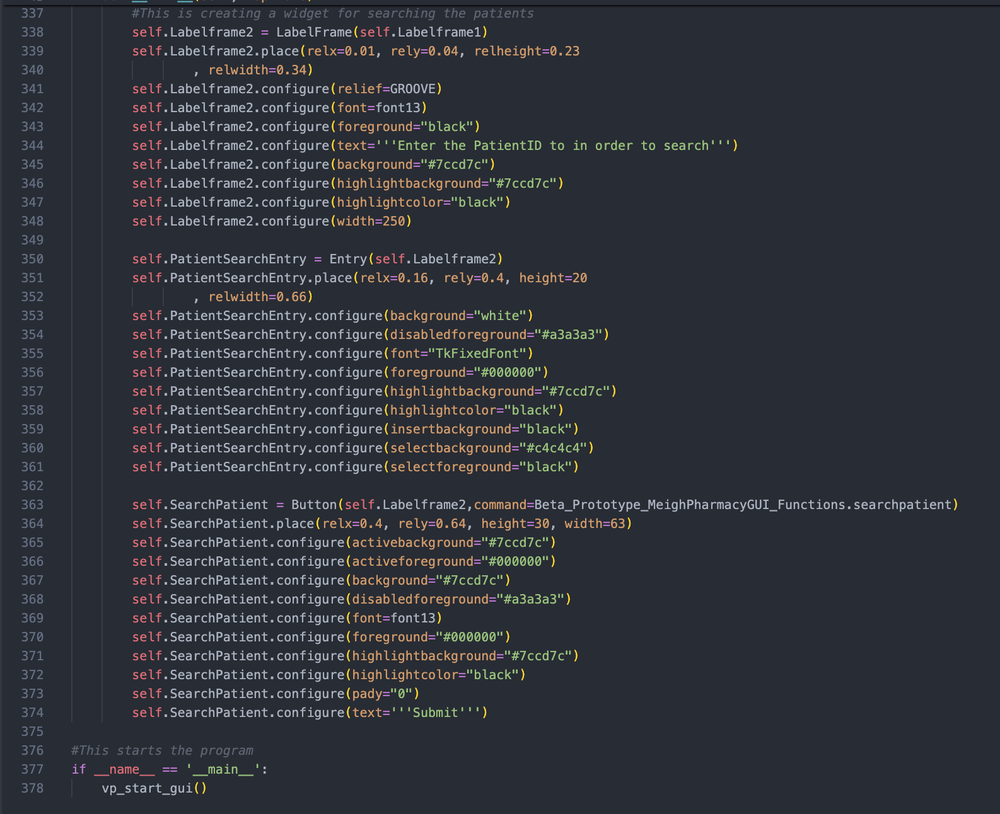 337 #This is creating a widget for searching the patients
338 self.Labelframe2 = LabelFrame(self.Labelframe1)
339 self.Labelframe2.place(relx=0.01, rely=0.04, relheight=0.23
340 , relwidth=0.34)
341 self.Labelframe2.configure(relief=GROOVE)
342 self.Labelframe2.configure(font=font13)
343 self.Labelframe2.configure(foreground="black")
344 self.Labelframe2.configure(text='''Enter the PatientID to in order to search''')
345 self.Labelframe2.configure(background="#7ccd7c")
346 self.Labelframe2.configure(highlightbackground="#7ccd7c")
347 self.Labelframe2.configure(highlightcolor="black")
348 self.Labelframe2.configure(width=250)
349
350 self.PatientSearchEntry = Entry(self.Labelframe2)
351 self.PatientSearchEntry.place(relx=0.16, rely=0.4, height=20
352 , relwidth=0.66)
353 self.PatientSearchEntry.configure(background="white")
354 self.PatientSearchEntry.configure(disabledforeground="#a3a3a3")
355 self.PatientSearchEntry.configure(font="TkFixedFont")
356 self.PatientSearchEntry.configure(foreground="#000000")
357 self.PatientSearchEntry.configure(highlightbackground="#7ccd7c")
358 self.PatientSearchEntry.configure(highlightcolor="black")
359 self.PatientSearchEntry.configure(insertbackground="black")
360 self.PatientSearchEntry.configure(selectbackground="#c4c4c4")
361 self.PatientSearchEntry.configure(selectforeground="black")
362
363 self.SearchPatient = Button(self.Labelframe2,command=Beta_Prototype_MeighPharmacyGUI_Functions.searchpatient)
364 self.SearchPatient.place(relx=0.4, rely=0.64, height=30, width=63)
365 self.SearchPatient.configure(activebackground="#7ccd7c")
366 self.SearchPatient.configure(activeforeground="#000000")
367 self.SearchPatient.configure(background="#7ccd7c")
368 self.SearchPatient.configure(disabledforeground="#a3a3a3")
369 self.SearchPatient.configure(font=font13)
370 self.SearchPatient.configure(foreground="#000000")
371 self.SearchPatient.configure(highlightbackground="#7ccd7c")
372 self.SearchPatient.configure(highlightcolor="black")
373 self.SearchPatient.configure(pady="0")
374 self.SearchPatient.configure(text='''Submit''')
375
376 #This starts the program
377 if __name__ == '__main__':
378 vp_start_gui()